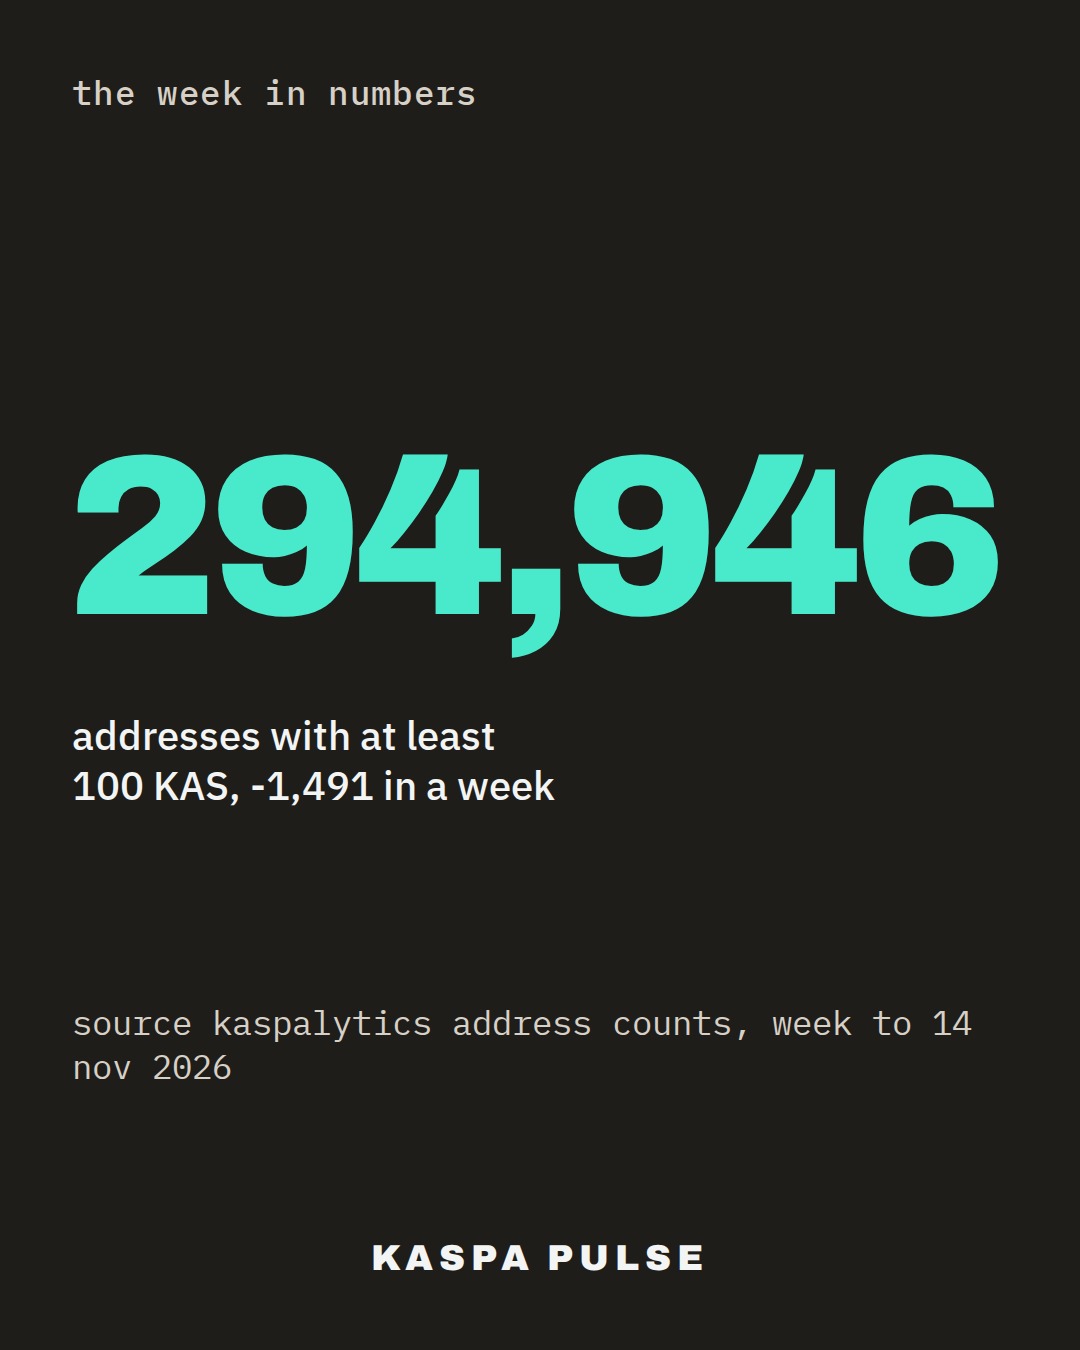 the week in numbers
294,946
addresses with at least
100 KAS, -1,491 in a week
source kaspalytics address counts, week to 14
nov 2026
KASPA PULSE